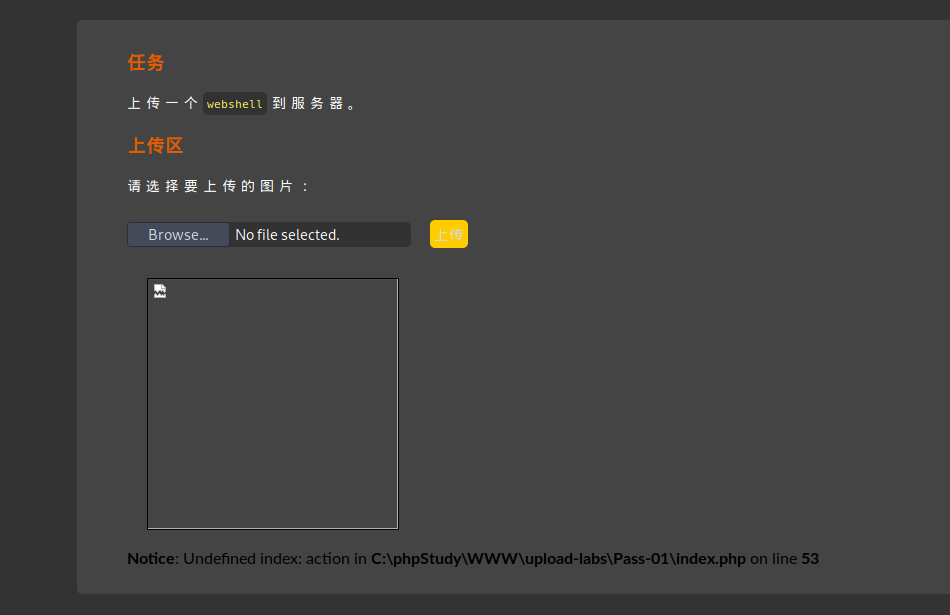 任务
上传一个 webshell 到服务器。
上传区
请选择要上传的图片：
Browse... No file selected. 上传
Notice: Undefined index: action in C:\phpStudy\WWW\upload-labs\Pass-01\index.php on line 53